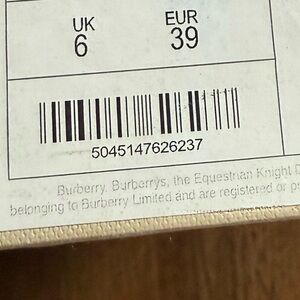 UK EUR
6 39
5045147626237
Burberry, Burberrys, the Equestrian Knight D
belonging to Burberry Limited and are registered or